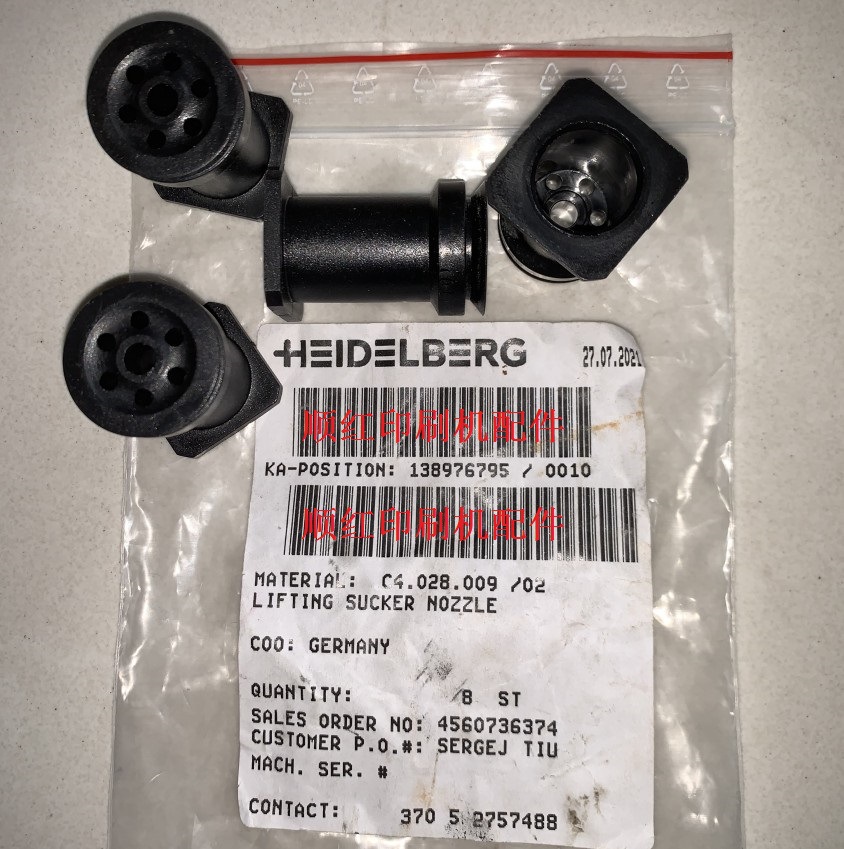 HEIDELBERG
27.07.2021
顺红印刷机配件
KA-POSITION: 138976795 / 0010
顺红印刷机配件
MATERIAL: C4.028.009 /02
LIFTING SUCKER NOZZLE
COO: GERMANY
QUANTITY: 8 ST
SALES ORDER NO: 4560736374
CUSTOMER P.O.#: SERGEJ TIU
MACH. SER. #
CONTACT: 370 5 2757488